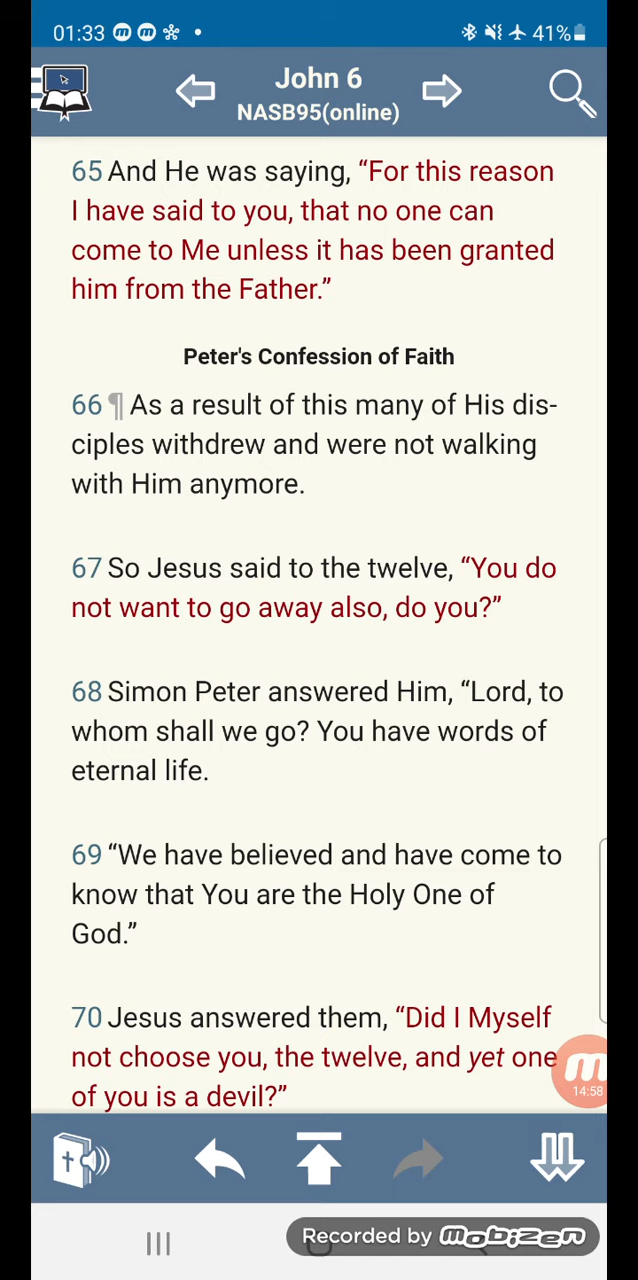 01:33
41%
John 6
NASB95(online)
65 And He was saying, “For this reason
I have said to you, that no one can
come to Me unless it has been granted
him from the Father.”
Peter's Confession of Faith
66 ¶ As a result of this many of His dis-
ciples withdrew and were not walking
with Him anymore.
67 So Jesus said to the twelve, “You do
not want to go away also, do you?”
68 Simon Peter answered Him, “Lord, to
whom shall we go? You have words of
eternal life.
69 “We have believed and have come to
know that You are the Holy One of
God.”
70 Jesus answered them, “Did I Myself
not choose you, the twelve, and yet one
of you is a devil?”
14:58
Recorded by mobizen